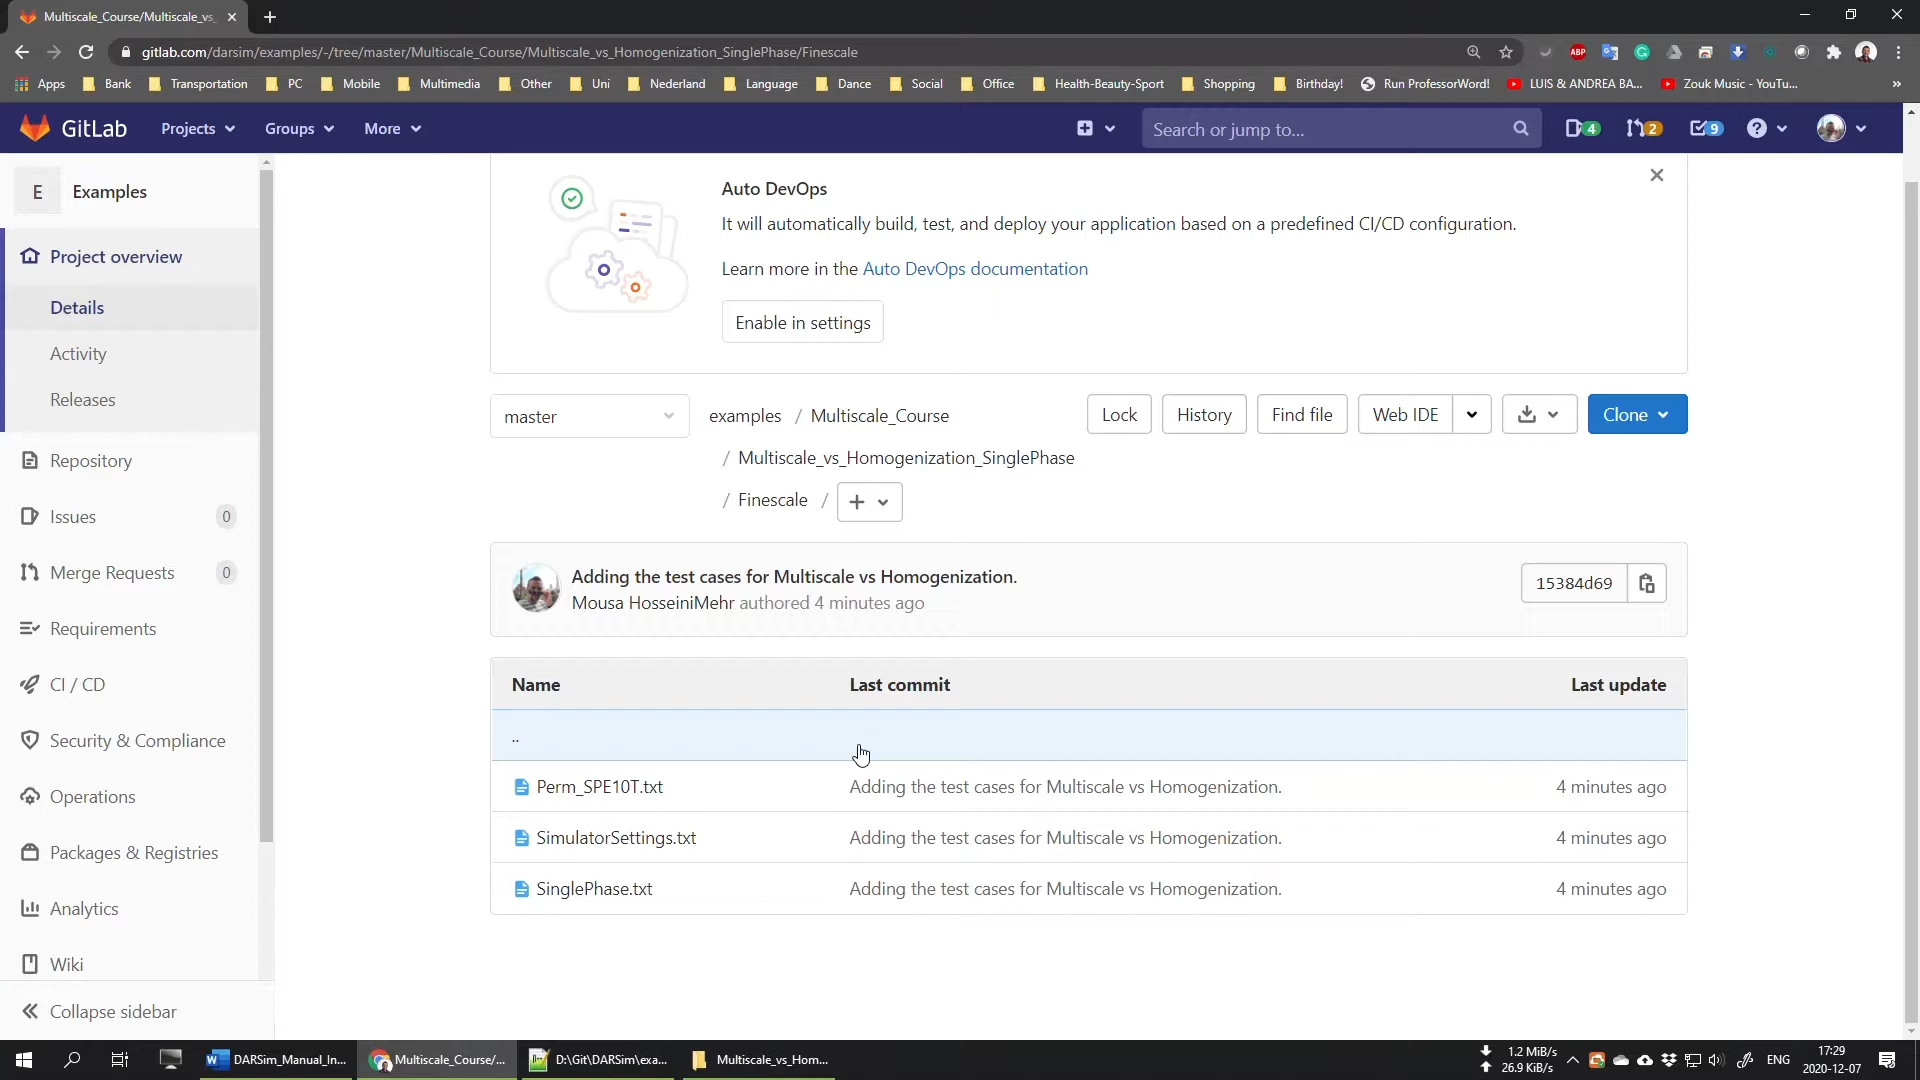 Multiscale_Course/Multiscale_vs_
gitlab.com/darsim/examples/-/tree/master/Multiscale_Course/Multiscale_vs_Homogenization_SinglePhase/Finescale
ABP
Apps
Bank
Transportation
PC
Mobile
Multimedia
Other
Uni
Nederland
Language
Dance
Social
Office
Health-Beauty-Sport
Shopping
Birthday!
Run ProfessorWord!
LUIS & ANDREA BA...
Zouk Music - YouTu...
»
GitLab
Projects
Groups
More
Search or jump to...
4
2
9
E
Examples
Project overview
Details
Activity
Releases
Repository
Issues
0
Merge Requests
0
Requirements
CI / CD
Security & Compliance
Operations
Packages & Registries
Analytics
Wiki
Collapse sidebar
Auto DevOps
It will automatically build, test, and deploy your application based on a predefined CI/CD configuration.
Learn more in the Auto DevOps documentation
Enable in settings
master
examples / Multiscale_Course
/ Multiscale_vs_Homogenization_SinglePhase
/ Finescale /
Lock
History
Find file
Web IDE
Clone
Adding the test cases for Multiscale vs Homogenization.
Mousa HosseiniMehr authored 4 minutes ago
15384d69
Name Last commit Last update
..
Perm_SPE10T.txt Adding the test cases for Multiscale vs Homogenization. 4 minutes ago
SimulatorSettings.txt Adding the test cases for Multiscale vs Homogenization. 4 minutes ago
SinglePhase.txt Adding the test cases for Multiscale vs Homogenization. 4 minutes ago
DARSim_Manual_In...
Multiscale_Course/...
D:\Git\DARSim\exa...
Multiscale_vs_Hom...
1.2 MiB/s
26.9 KiB/s
ENG
17:29
2020-12-07